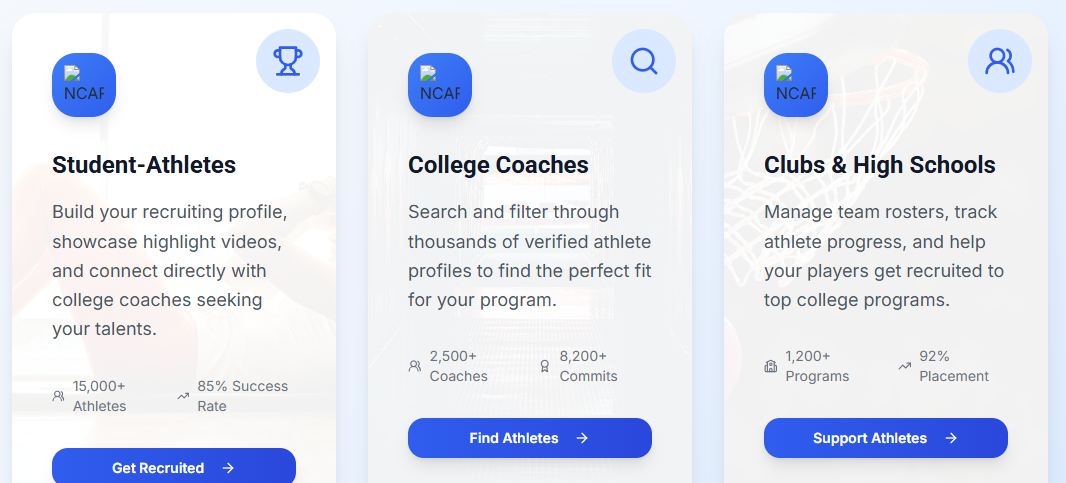 NCAF
Student-Athletes
Build your recruiting profile,
showcase highlight videos,
and connect directly with
college coaches seeking
your talents.
15,000+
Athletes
85% Success
Rate
Get Recruited
NCAF
College Coaches
Search and filter through
thousands of verified athlete
profiles to find the perfect fit
for your program.
2,500+
Coaches
8,200+
Commits
Find Athletes
NCAF
Clubs & High Schools
Manage team rosters, track
athlete progress, and help
your players get recruited to
top college programs.
1,200+
Programs
92%
Placement
Support Athletes